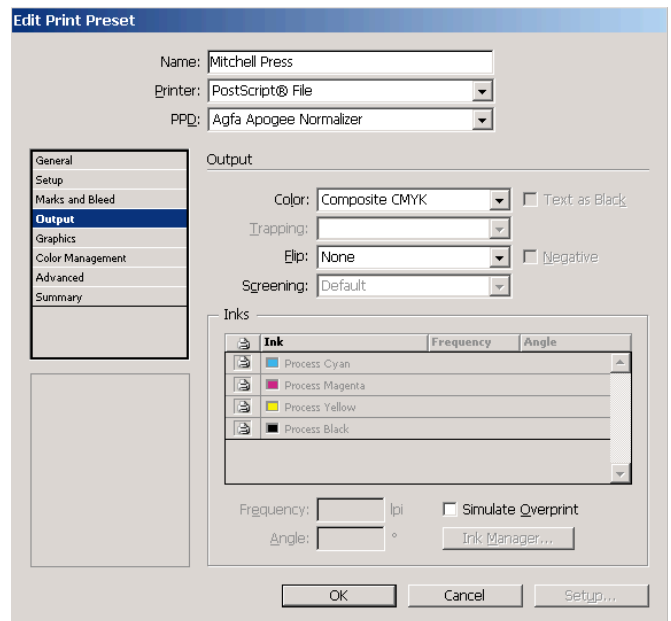 Edit Print Preset
Name: Mitchell Press
Printer: PostScript® File
PPD: Agfa Apogee Normalizer
General
Setup
Marks and Bleed
Output
Graphics
Color Management
Advanced
Summary
Output
Color: Composite CMYK Text as Black
Trapping:
Flip: None Negative
Screening: Default
Inks
Ink Frequency Angle
Process Cyan
Process Magenta
Process Yellow
Process Black
Frequency: lpi Simulate Overprint
Angle: ° Ink Manager...
OK Cancel Setup...